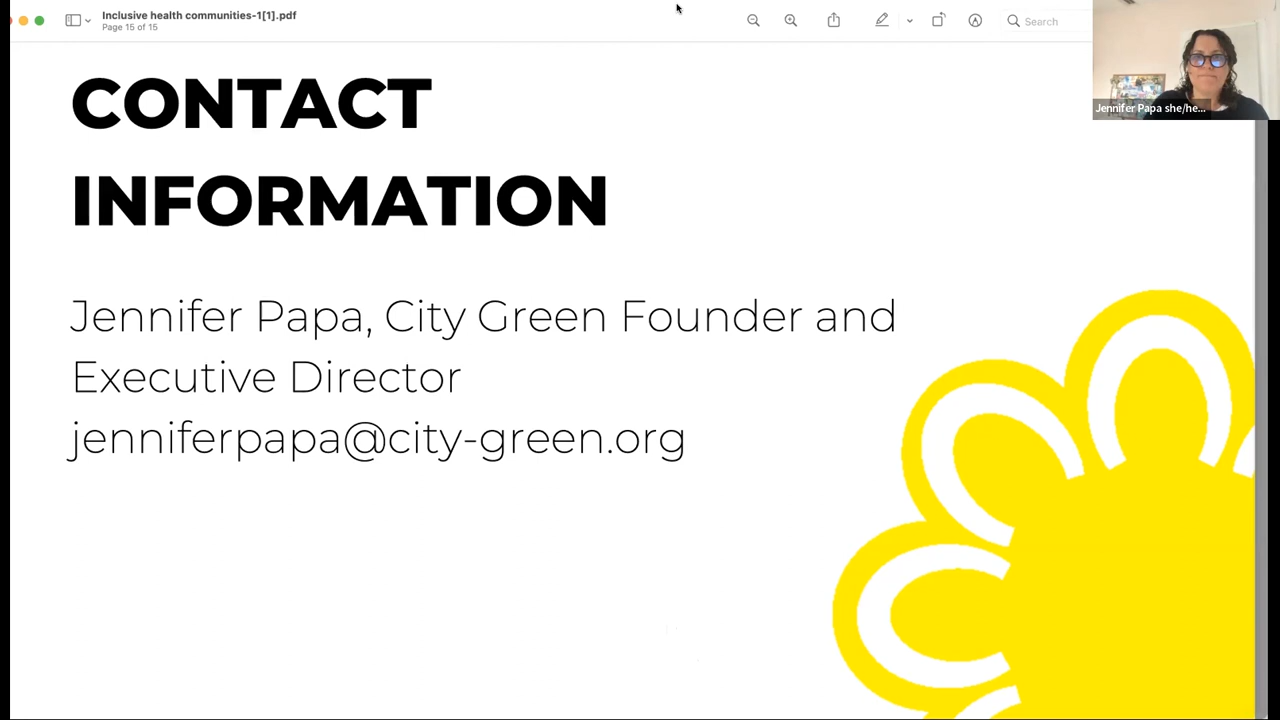 Inclusive health communities-1[1].pdf
Page 15 of 15
Search
Jennifer Papa she/he...
CONTACT
INFORMATION
Jennifer Papa, City Green Founder and
Executive Director
jenniferpapa@city-green.org